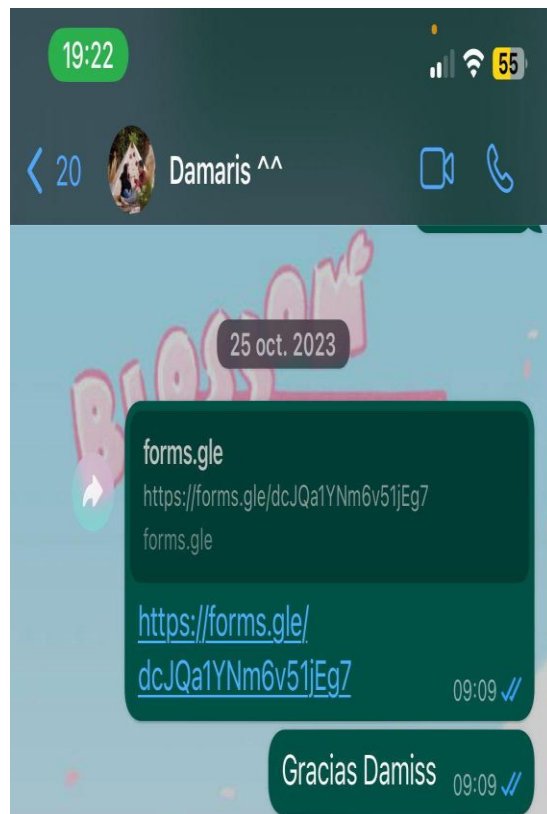 19:22
55
20
Damaris ^^
BLOSSOM
25 oct. 2023
forms.gle
https://forms.gle/dcJQa1YNm6v51jEg7
forms.gle
https://forms.gle/
dcJQa1YNm6v51jEg7
09:09
Gracias Damiss
09:09